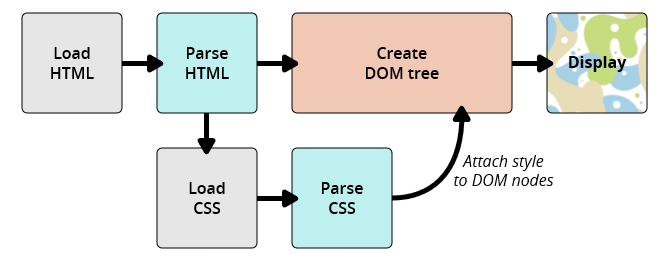 Load
HTML
Parse
HTML
Create
DOM tree
Display
Load
CSS
Parse
CSS
Attach style
to DOM nodes